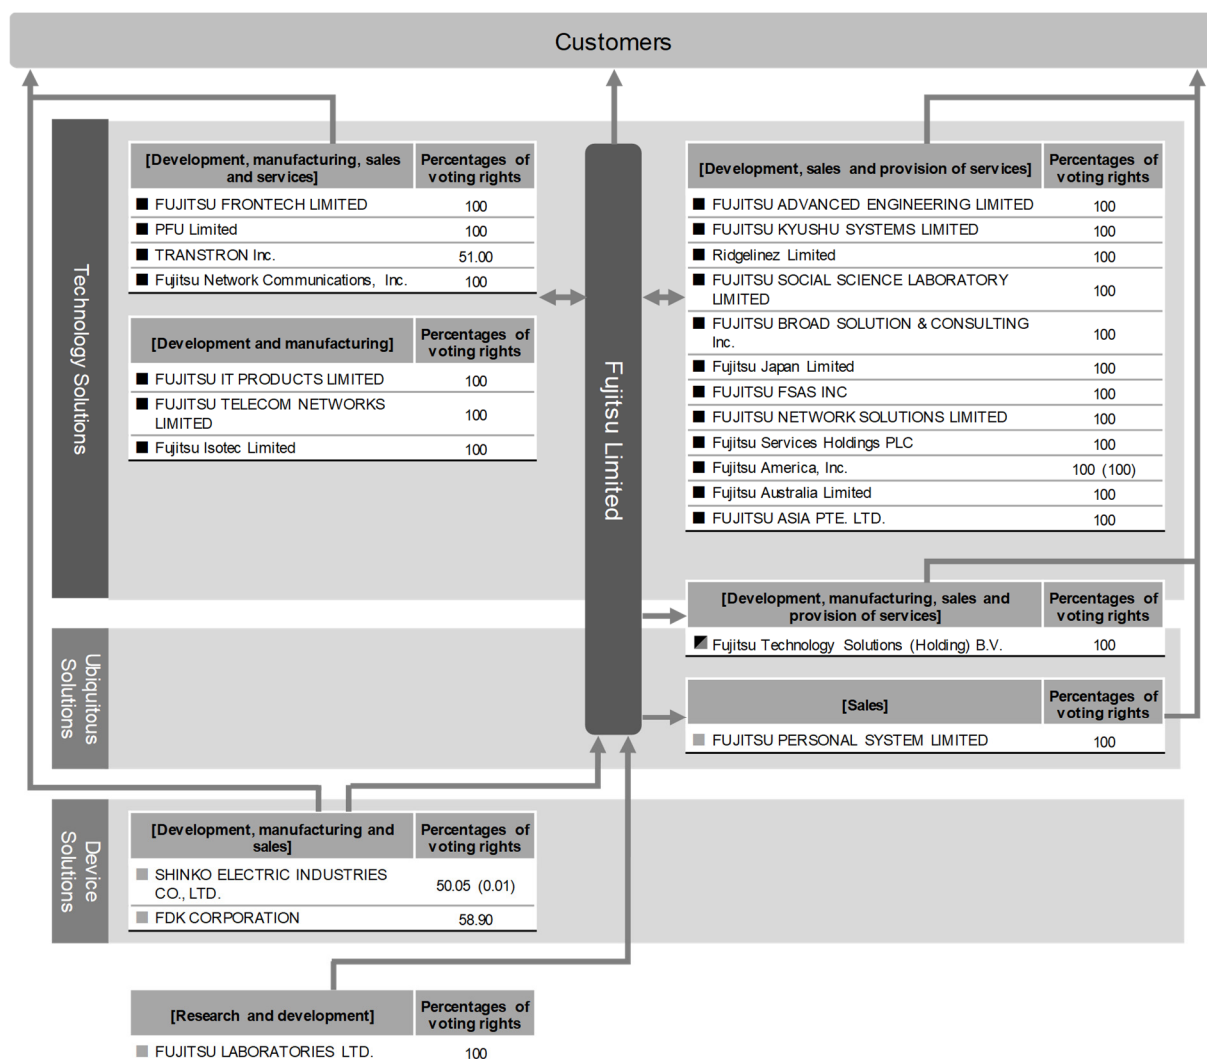 Customers
Technology Solutions
[Development, manufacturing, sales
and services]
Percentages of
voting rights
FUJITSU FRONTECH LIMITED 100
PFU Limited 100
TRANSTRON Inc. 51.00
Fujitsu Network Communications, Inc. 100
[Development and manufacturing]
Percentages of
voting rights
FUJITSU IT PRODUCTS LIMITED 100
FUJITSU TELECOM NETWORKS
LIMITED
100
Fujitsu Isotec Limited 100
Fujitsu Limited
[Development, sales and provision of services]
Percentages of
voting rights
FUJITSU ADVANCED ENGINEERING LIMITED 100
FUJITSU KYUSHU SYSTEMS LIMITED 100
Ridgelinez Limited 100
FUJITSU SOCIAL SCIENCE LABORATORY
LIMITED
100
FUJITSU BROAD SOLUTION & CONSULTING
Inc.
100
Fujitsu Japan Limited 100
FUJITSU FSAS INC 100
FUJITSU NETWORK SOLUTIONS LIMITED 100
Fujitsu Services Holdings PLC 100
Fujitsu America, Inc. 100 (100)
Fujitsu Australia Limited 100
FUJITSU ASIA PTE. LTD. 100
[Development, manufacturing, sales and
provision of services]
Percentages of
voting rights
Fujitsu Technology Solutions (Holding) B.V. 100
Ubiquitous
Solutions
[Sales]
Percentages of
voting rights
FUJITSU PERSONAL SYSTEM LIMITED 100
Device
Solutions
[Development, manufacturing and
sales]
Percentages of
voting rights
SHINKO ELECTRIC INDUSTRIES
CO., LTD.
50.05 (0.01)
FDK CORPORATION 58.90
[Research and development]
Percentages of
voting rights
FUJITSU LABORATORIES LTD. 100